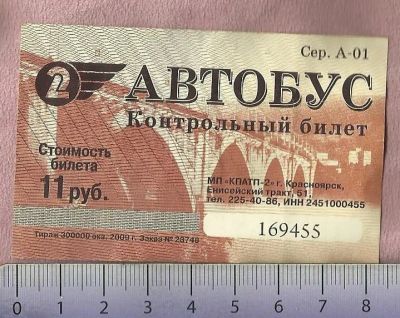 Сер. А-01
2 АВТОБУС
Контрольный билет
Стоимость
билета
11 руб.
МП «КПАТП-2» г. Красноярск,
Енисейский тракт, 51,
тел. 225-40-86, ИНН 2451000455
169455
Тираж 300000 экз. 2009 г. Заказ № 23748
0 1 2 3 4 5 6 7 8